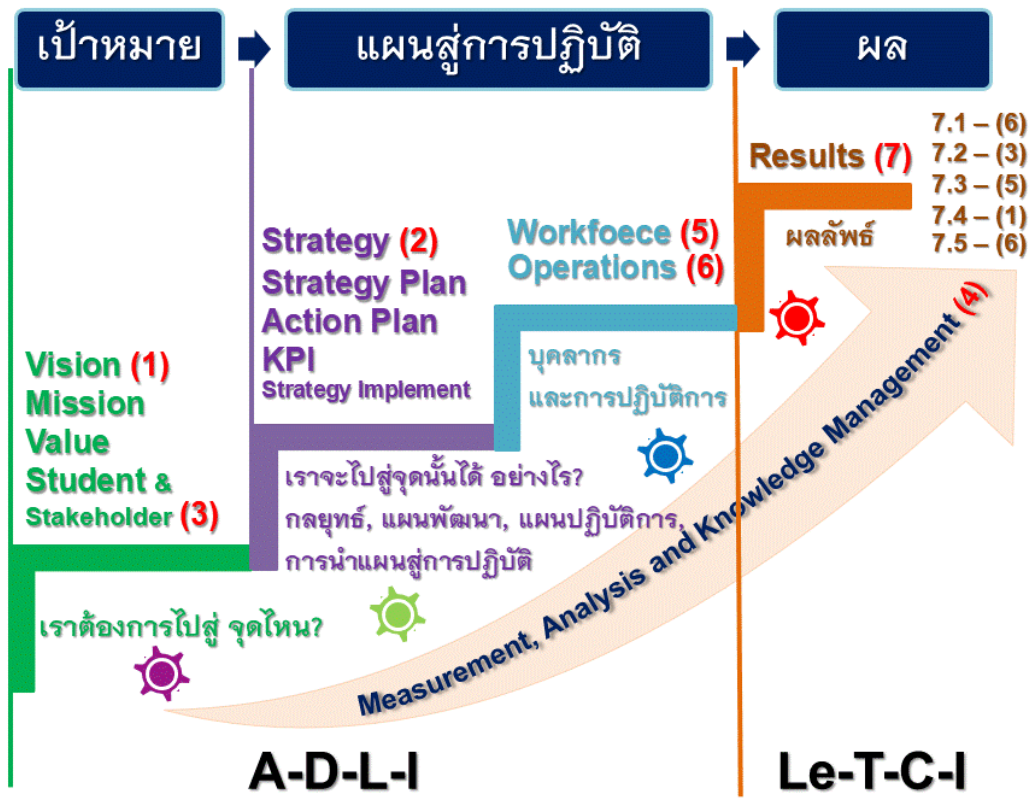 เป้าหมาย
แผนสู่การปฏิบัติ
ผล
Vision (1)
Mission
Value
Student &
Stakeholder (3)
เราต้องการไปสู่ จุดไหน?
Strategy (2)
Strategy Plan
Action Plan
KPI
Strategy Implement
เราจะไปสู่จุดนั้นได้ อย่างไร?
กลยุทธ์, แผนพัฒนา, แผนปฏิบัติการ,
การนำแผนสู่การปฏิบัติ
Workfoece (5)
Operations (6)
บุคลากร
และการปฏิบัติการ
Results (7)
ผลลัพธ์
7.1 – (6)
7.2 – (3)
7.3 – (5)
7.4 – (1)
7.5 – (6)
Measurement, Analysis and Knowledge Management (4)
A-D-L-I
Le-T-C-I